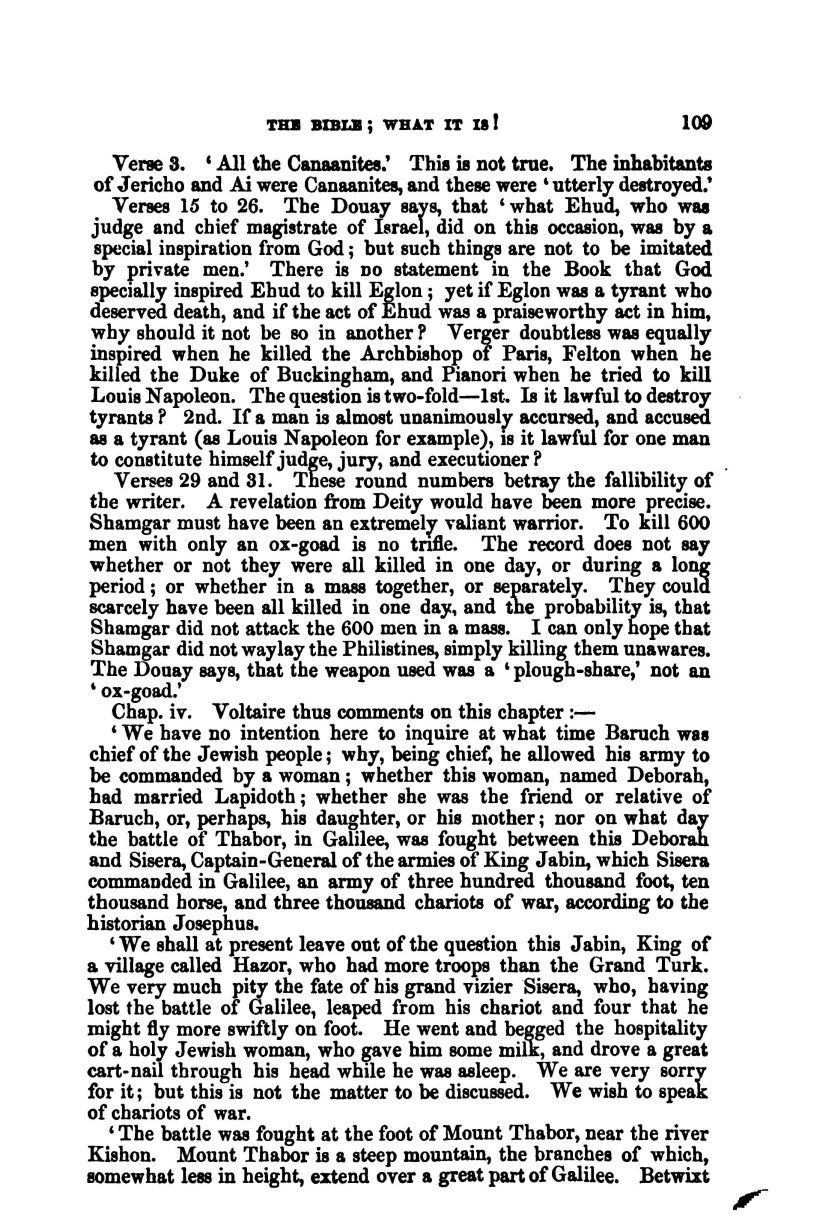 THE BIBLE; WHAT IT IS! 109
Verse 3. ‘All the Canaanites.’ This is not true. The inhabitants
of Jericho and Ai were Canaanites, and these were ‘utterly destroyed.’
Verses 15 to 26. The Douay says, that ‘what Ehud, who was
judge and chief magistrate of Israel, did on this occasion, was by a
special inspiration from God; but such things are not to be imitated
by private men.’ There is no statement in the Book that God
specially inspired Ehud to kill Eglon; yet if Eglon was a tyrant who
deserved death, and if the act of Ehud was a praiseworthy act in him,
why should it not be so in another? Verger doubtless was equally
inspired when he killed the Archbishop of Paris, Felton when he
killed the Duke of Buckingham, and Pianori when he tried to kill
Louis Napoleon. The question is two-fold—1st. Is it lawful to destroy
tyrants? 2nd. If a man is almost unanimously accursed, and accused
as a tyrant (as Louis Napoleon for example), is it lawful for one man
to constitute himself judge, jury, and executioner?
Verses 29 and 31. These round numbers betray the fallibility of
the writer. A revelation from Deity would have been more precise.
Shamgar must have been an extremely valiant warrior. To kill 600
men with only an ox-goad is no trifle. The record does not say
whether or not they were all killed in one day, or during a long
period; or whether in a mass together, or separately. They could
scarcely have been all killed in one day, and the probability is, that
Shamgar did not attack the 600 men in a mass. I can only hope that
Shamgar did not waylay the Philistines, simply killing them unawares.
The Douay says, that the weapon used was a ‘plough-share,’ not an
‘ox-goad.’
Chap. iv. Voltaire thus comments on this chapter:—
‘We have no intention here to inquire at what time Baruch was
chief of the Jewish people; why, being chief, he allowed his army to
be commanded by a woman; whether this woman, named Deborah,
had married Lapidoth; whether she was the friend or relative of
Baruch, or, perhaps, his daughter, or his mother; nor on what day
the battle of Thabor, in Galilee, was fought between this Deborah
and Sisera, Captain-General of the armies of King Jabin, which Sisera
commanded in Galilee, an army of three hundred thousand foot, ten
thousand horse, and three thousand chariots of war, according to the
historian Josephus.
‘We shall at present leave out of the question this Jabin, King of
a village called Hazor, who had more troops than the Grand Turk.
We very much pity the fate of his grand vizier Sisera, who, having
lost the battle of Galilee, leaped from his chariot and four that he
might fly more swiftly on foot. He went and begged the hospitality
of a holy Jewish woman, who gave him some milk, and drove a great
cart-nail through his head while he was asleep. We are very sorry
for it; but this is not the matter to be discussed. We wish to speak
of chariots of war.
‘The battle was fought at the foot of Mount Thabor, near the river
Kishon. Mount Thabor is a steep mountain, the branches of which,
somewhat less in height, extend over a great part of Galilee. Betwixt